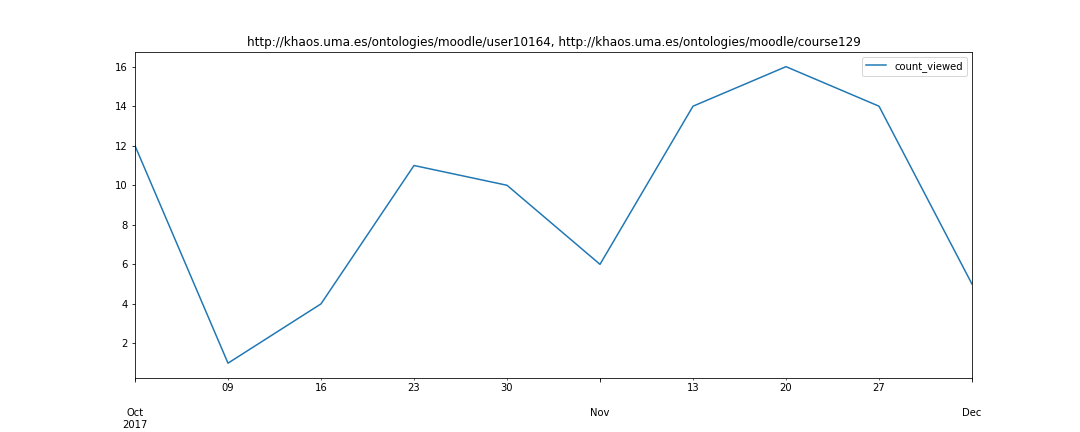 http://khaos.uma.es/ontologies/moodle/user10164, http://khaos.uma.es/ontologies/moodle/course129
count_viewed
16
14
12
10
8
6
4
2
09 16 23 30 13 20 27
Oct Nov Dec
2017